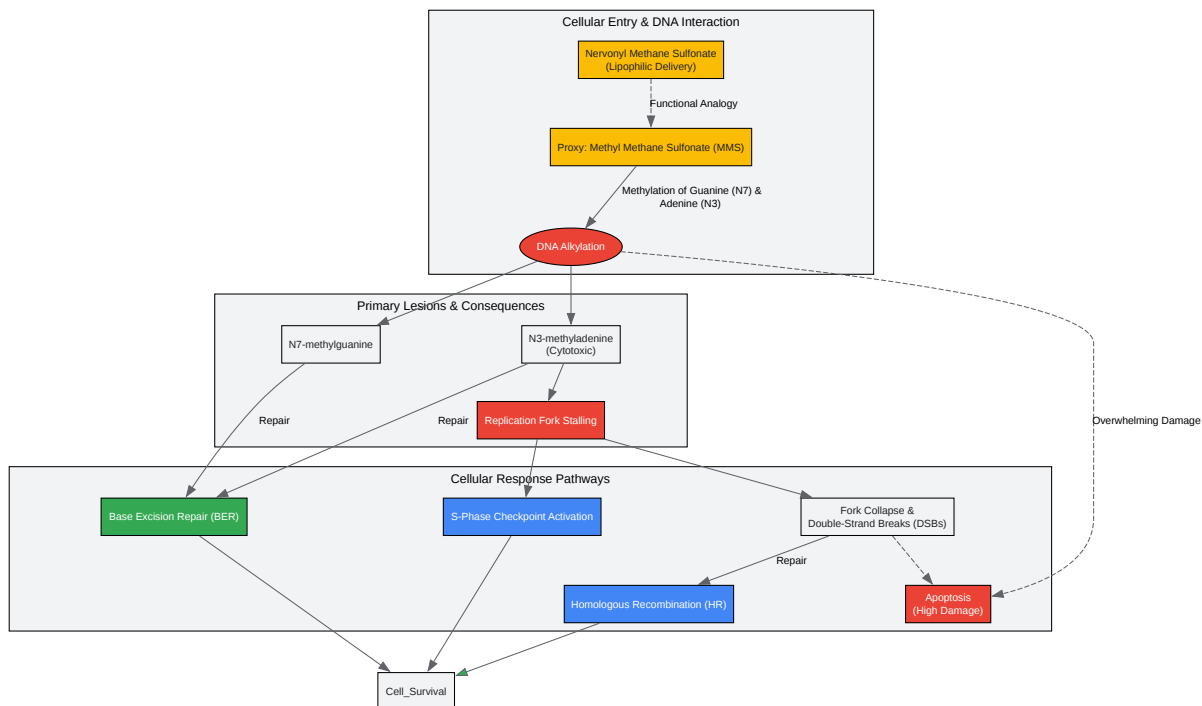 Cellular Entry & DNA Interaction
Nervonyl Methane Sulfonate
(Lipophilic Delivery)
Functional Analogy
Proxy: Methyl Methane Sulfonate (MMS)
Methylation of Guanine (N7) &
Adenine (N3)
DNA Alkylation
Primary Lesions & Consequences
N7-methylguanine
N3-methyladenine
(Cytotoxic)
Repair
Repair
Replication Fork Stalling
Overwhelming Damage
Cellular Response Pathways
Base Excision Repair (BER)
S-Phase Checkpoint Activation
Fork Collapse &
Double-Strand Breaks (DSBs)
Repair
Homologous Recombination (HR)
Apoptosis
(High Damage)
Cell_Survival